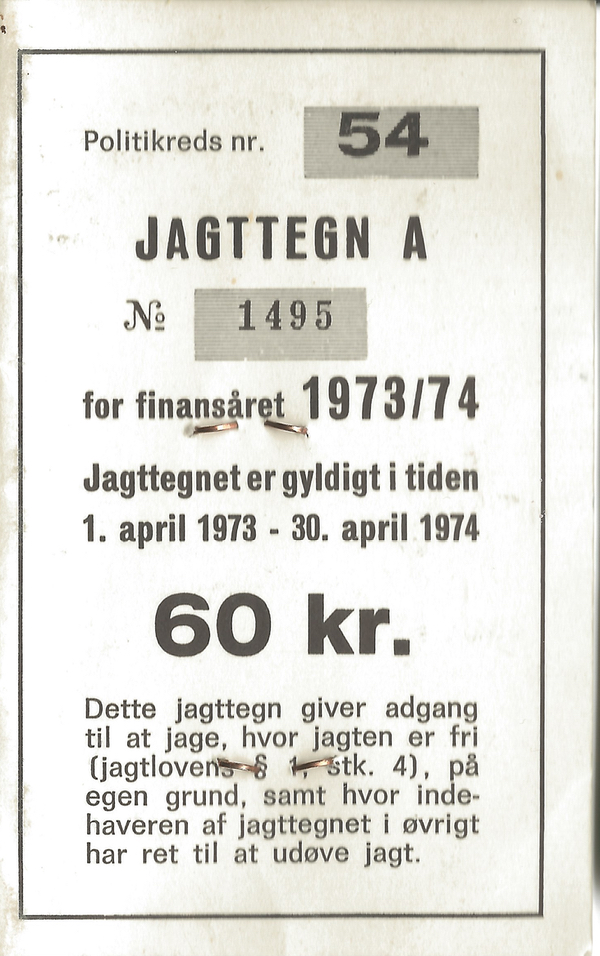 Politikreds nr. 54
JAGTTEGN A
№ 1495
for finansåret 1973/74
Jagttegnet er gyldigt i tiden
1. april 1973 - 30. april 1974
60 kr.
Dette jagttegn giver adgang
til at jage, hvor jagten er fri
(jagtlovens § 1, stk. 4), på
egen grund, samt hvor inde-
haveren af jagttegnet i øvrigt
har ret til at udøve jagt.